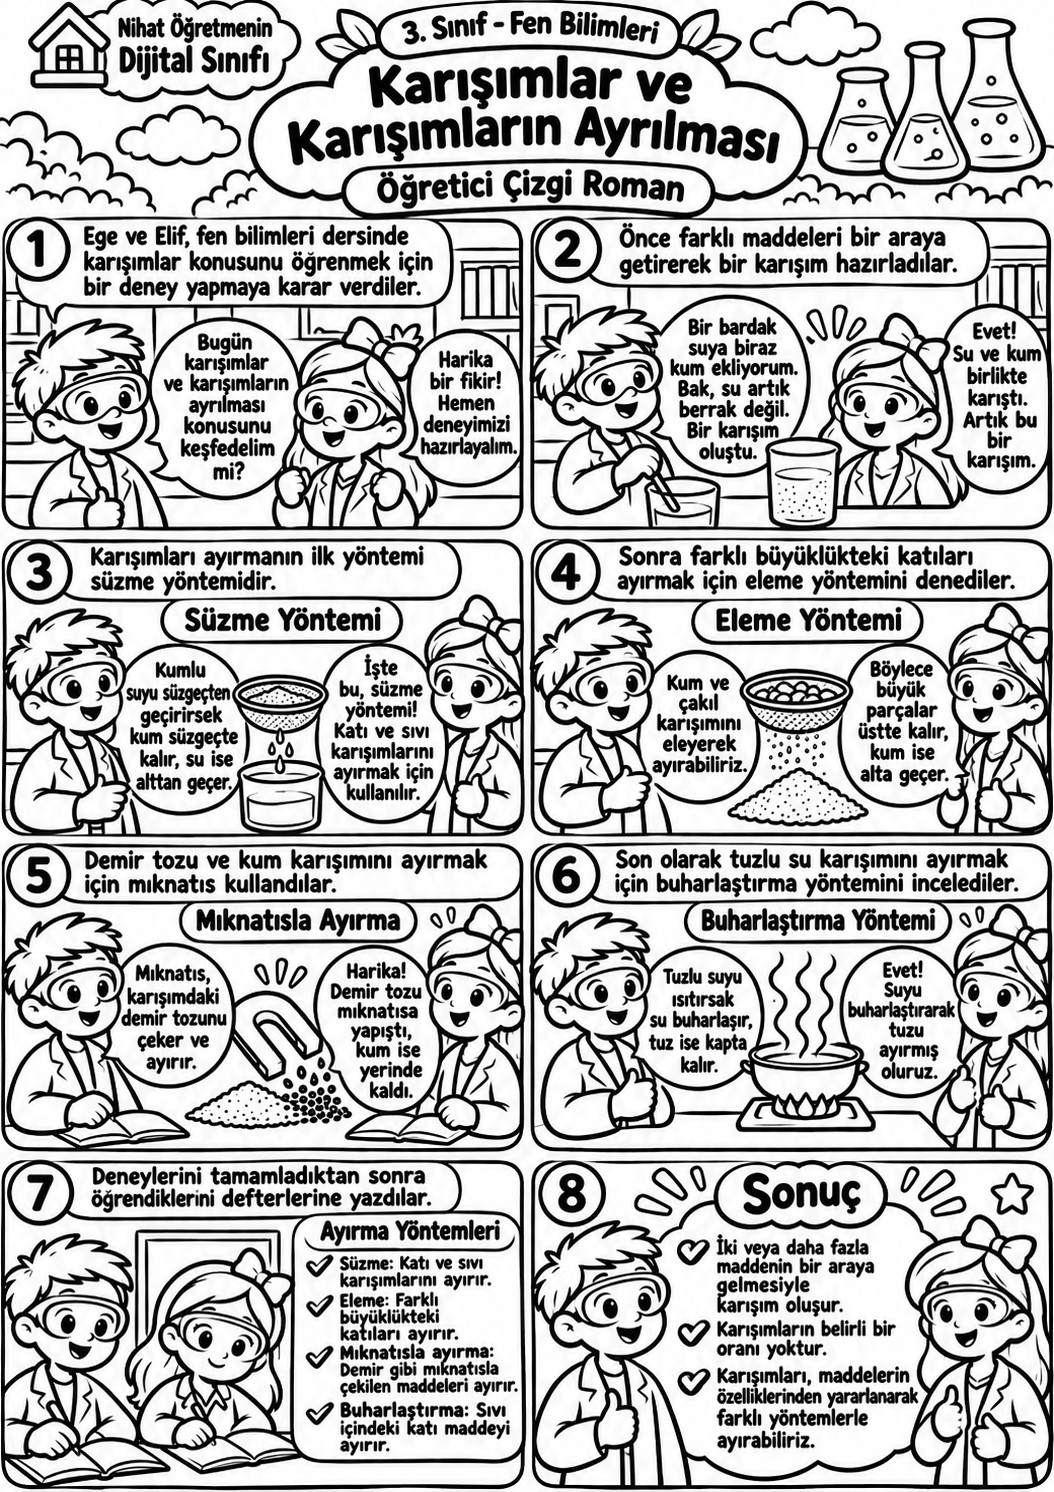 Nihat Öğretmenin
Dijital Sınıfı
3. Sınıf - Fen Bilimleri
Karışımlar ve
Karışımların Ayrılması
Öğretici Çizgi Roman
1
Ege ve Elif, fen bilimleri dersinde
karışımlar konusunu öğrenmek için
bir deney yapmaya karar verdiler.
Bugün
karışımlar
ve karışımların
ayrılması
konusunu
keşfedelim
mi?
Harika
bir fikir!
Hemen
deneyimizi
hazırlayalım.
2
Önce farklı maddeleri bir araya
getirerek bir karışım hazırladılar.
Bir bardak
suya biraz
kum ekliyorum.
Bak, su artık
berrak değil.
Bir karışım
oluştu.
Evet!
Su ve kum
birlikte
karıştı.
Artık bu
bir
karışım.
3
Karışımları ayırmanın ilk yöntemi
süzme yöntemidir.
Süzme Yöntemi
Kumlu
suyu süzgeçten
geçirirsek
kum süzgeçte
kalır, su ise
alttan geçer.
İşte
bu, süzme
yöntemi!
Katı ve sıvı
karışımlarını
ayırmak için
kullanılır.
4
Sonra farklı büyüklükteki katıları
ayırmak için eleme yöntemini denediler.
Eleme Yöntemi
Kum ve
çakıl
karışımını
eleyerek
ayırabiliriz.
Böylece
büyük
parçalar
üstte kalır,
kum ise
alta geçer.
5
Demir tozu ve kum karışımını ayırmak
için mıknatıs kullandılar.
Mıknatısla Ayırma
Mıknatıs,
karışımdaki
demir tozunu
çeker ve
ayırır.
Harika!
Demir tozu
mıknatısa
yapıştı,
kum ise
yerinde
kaldı.
6
Son olarak tuzlu su karışımını ayırmak
için buharlaştırma yöntemini incelediler.
Buharlaştırma Yöntemi
Tuzlu suyu
ısıtırsak
su buharlaşır,
tuz ise kapta
kalır.
Evet!
Suyu
buharlaştırarak
tuzu
ayırmış
oluruz.
7
Deneylerini tamamladıktan sonra
öğrendiklerini defterlerine yazdılar.
Ayırma Yöntemleri
Süzme: Katı ve sıvı
karışımlarını ayırır.
Eleme: Farklı
büyüklükteki
katıları ayırır.
Mıknatısla ayırma:
Demir gibi mıknatısla
çekilen maddeleri ayırır.
Buharlaştırma: Sıvı
içindeki katı maddeyi
ayırır.
8
Sonuç
İki veya daha fazla
maddenin bir araya
gelmesiyle
karışım oluşur.
Karışımların belirli bir
oranı yoktur.
Karışımları, maddelerin
özelliklerinden yararlanarak
farklı yöntemlerle
ayırabiliriz.